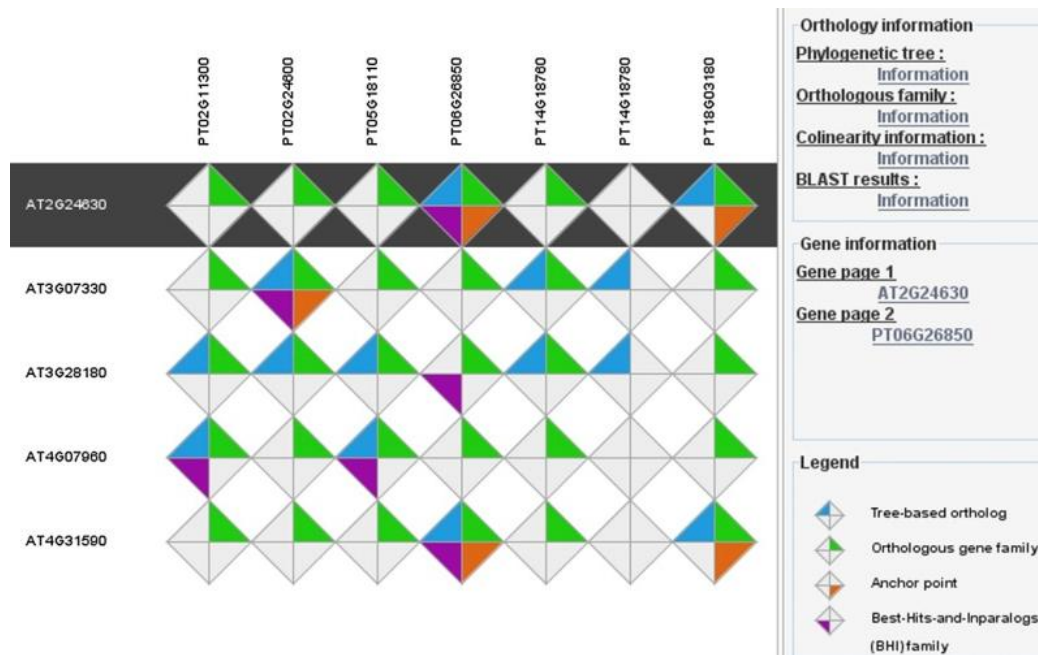 PT02G11300
PT02G24600
PT05G18110
PT06G26850
PT14G18760
PT14G18780
PT18G03180
AT2G24630
AT3G07330
AT3G28180
AT4G07960
AT4G31590
Orthology information
Phylogenetic tree :
Information
Orthologous family :
Information
Colinearity information :
Information
BLAST results :
Information
Gene information
Gene page 1
AT2G24630
Gene page 2
PT06G26850
Legend
Tree-based ortholog
Orthologous gene family
Anchor point
Best-Hits-and-Inparalogs
(BHI)family